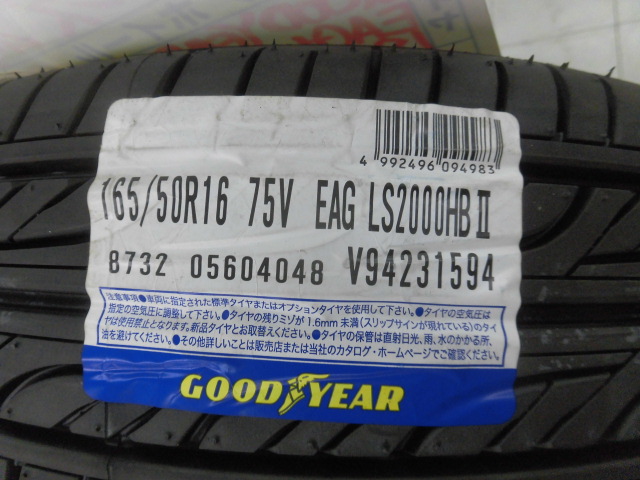 4 992496 094983
165/50R16 75V EAG LS2000HBⅡ
8732 05604048 V94231594
注意事項●車両に指定された標準タイヤまたはオプションタイヤを使用して下さい。●タイヤの空気圧は
指定の空気圧に調整して下さい。●タイヤの残りミゾが1.6mm未満(スリップサインが現れている)のタイ
ヤは使用禁止となります。新品タイヤとお取替えください。●タイヤの保管は直射日光、雨、水のかかる所、
油を避けてください。●その他詳しいことは販売店または当社のカタログ・ホームページでご確認ください。
GOODYEAR